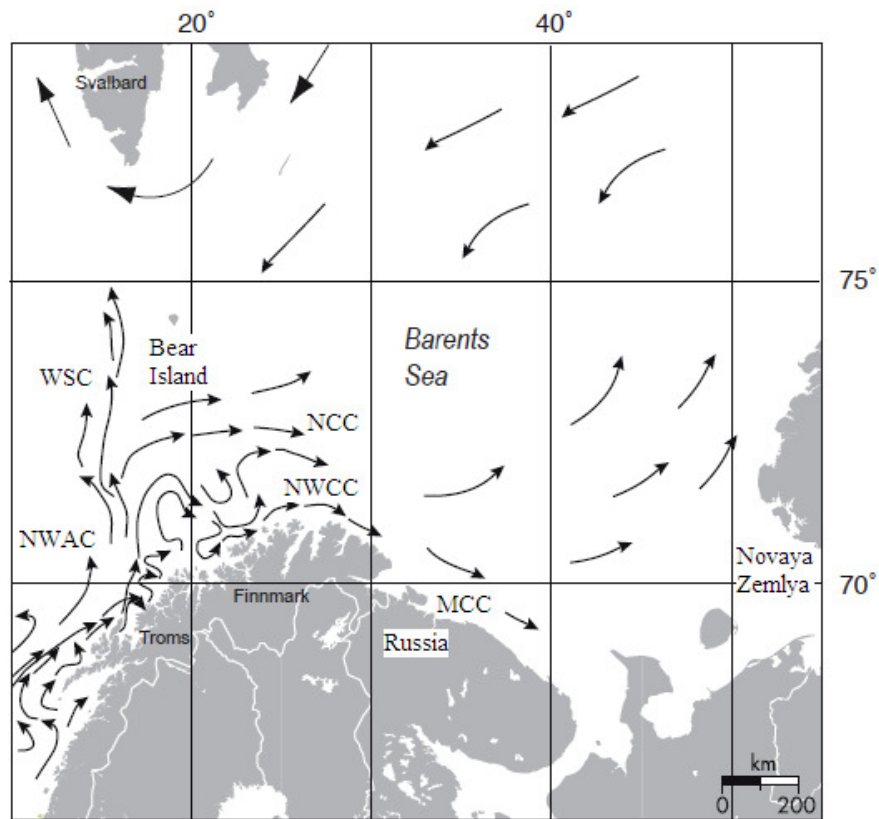 20° 40°
Svalbard
75°
Barents
Sea
Bear
Island
WSC
NCC
NWCC
NWAC
Novaya
Zemlya
70°
Finnmark
MCC
Troms
Russia
km
0 200